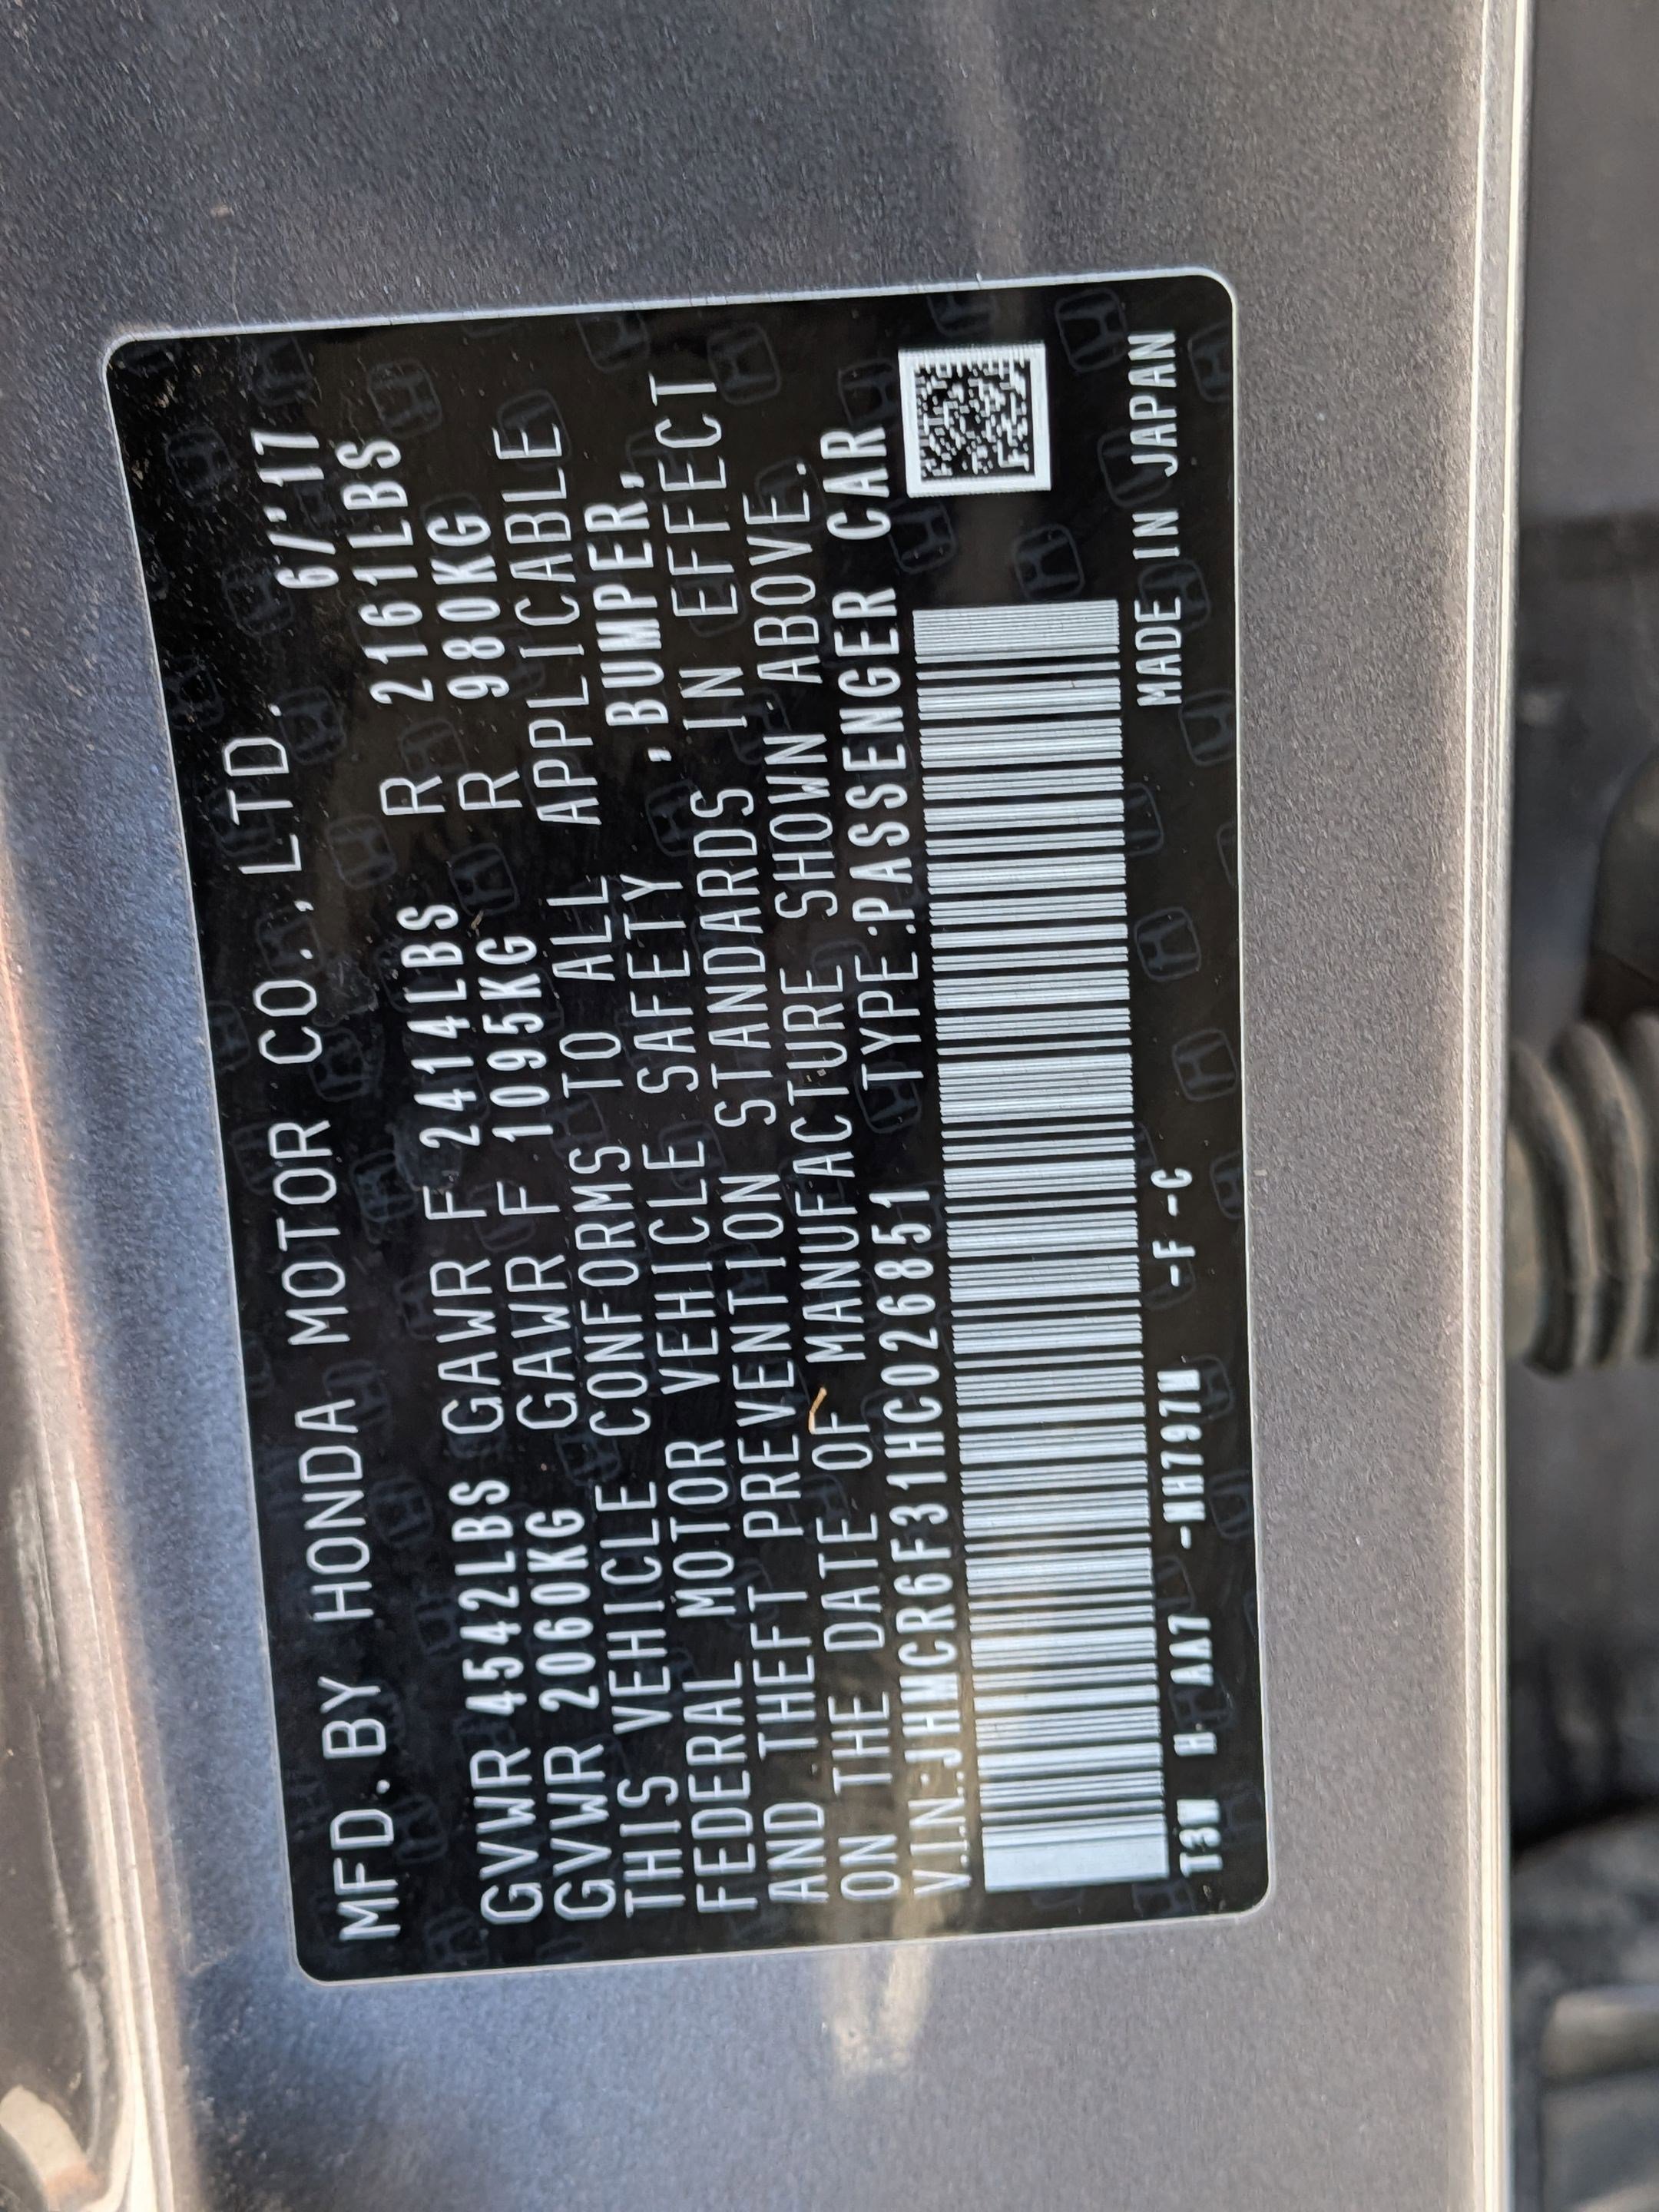 MFD. BY HONDA MOTOR CO., LTD. 6/'17
GVWR 4542LBS GAWR F 2414LBS R 2161LBS
GVWR 2060KG GAWR F 1095KG R 980KG
THIS VEHICLE CONFORMS TO ALL APPLICABLE
FEDERAL MOTOR VEHICLE SAFETY ,BUMPER,
AND THEFT PREVENTION STANDARDS IN EFFECT
ON THE DATE OF MANUFACTURE SHOWN ABOVE.
V.I.N.:JHMCR6F31HC026851 TYPE:PASSENGER CAR
T3W H AA7 -NH797M -F -C MADE IN JAPAN